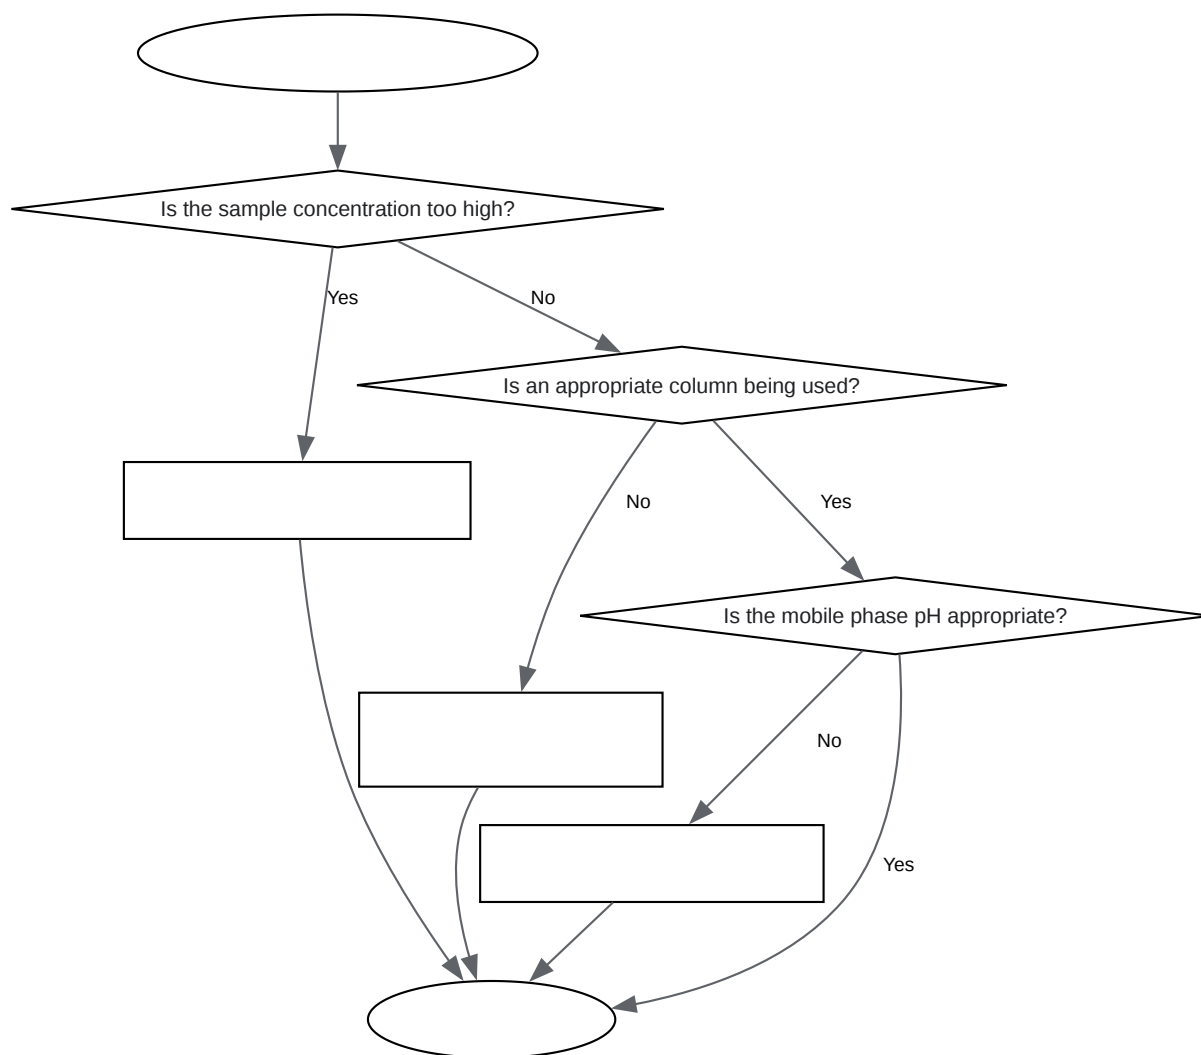 Is the sample concentration too high?
Yes
No
Is an appropriate column being used?
No
Yes
Is the mobile phase pH appropriate?
No
Yes